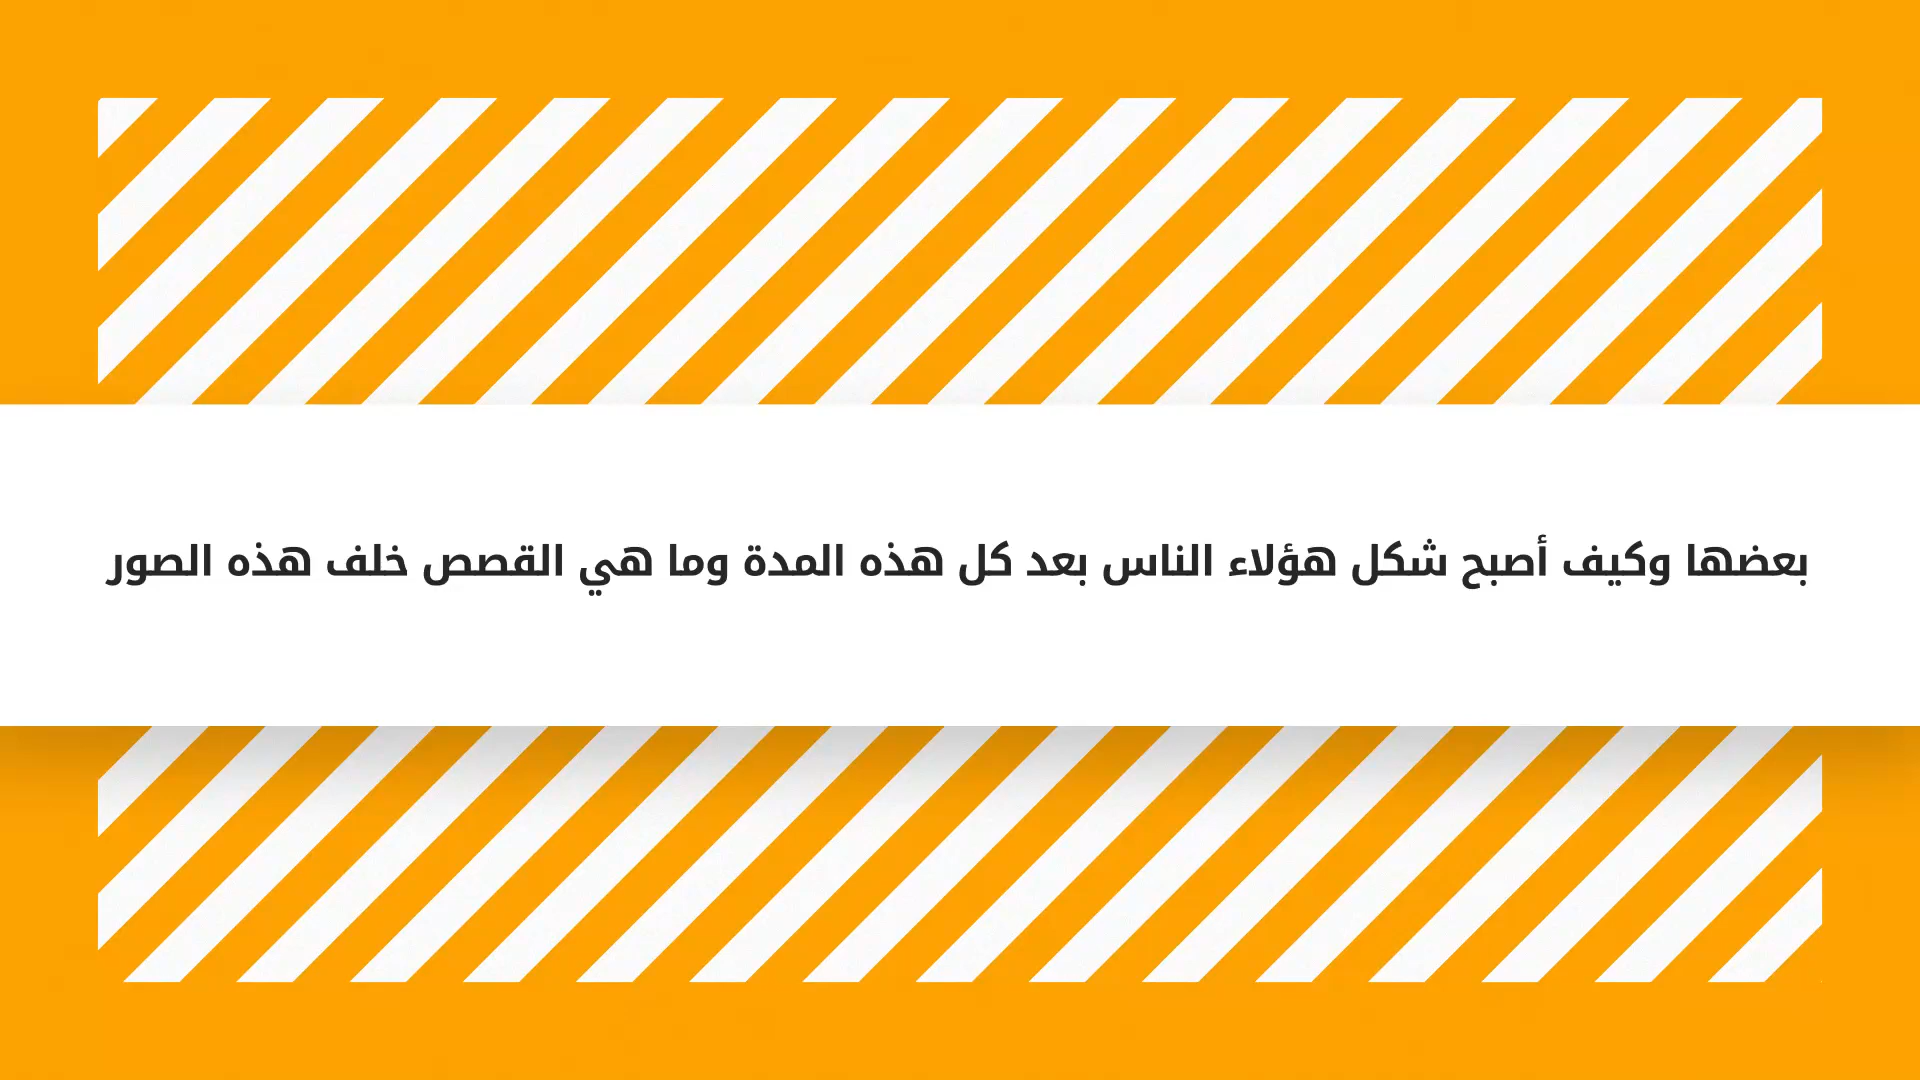 بعضها وكيف أصبح شكل هؤلاء الناس بعد كل هذه المدة وما هي القصص خلف هذه الصور